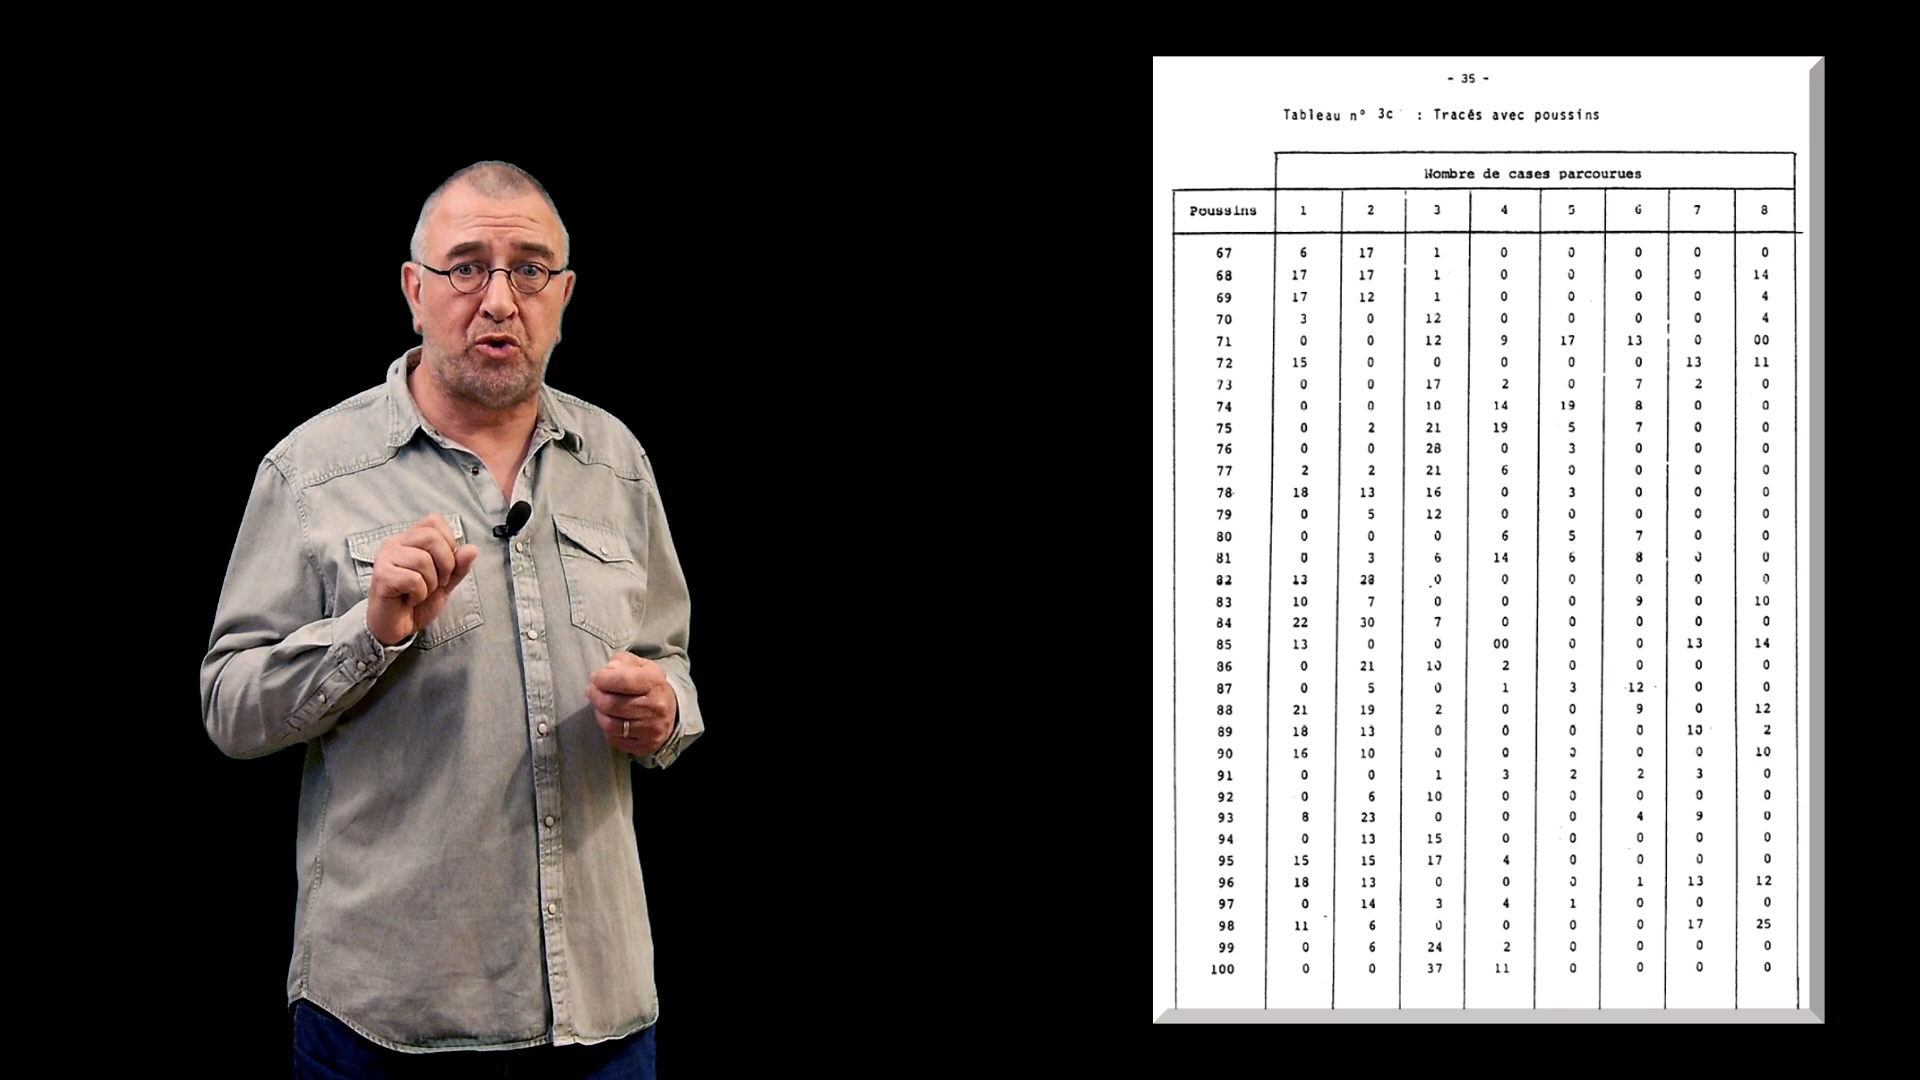 - 35 -
Tableau n° 3c : Tracés avec poussins
Nombre de cases parcourues
Poussins 1 2 3 4 5 6 7 8
67 6 17 1 0 0 0 0 0
68 17 17 1 0 0 0 0 14
69 17 12 1 0 0 0 0 4
70 3 0 12 0 0 0 0 4
71 0 0 12 9 17 13 0 00
72 15 0 0 0 0 0 13 11
73 0 0 17 2 0 7 2 0
74 0 0 10 14 19 8 0 0
75 0 2 21 19 5 7 0 0
76 0 0 28 0 3 0 0 0
77 2 2 21 6 0 0 0 0
78 18 13 16 0 3 0 0 0
79 0 5 12 0 0 0 0 0
80 0 0 0 6 5 7 0 0
81 0 3 6 14 6 8 0 0
82 13 28 0 0 0 0 0 0
83 10 7 0 0 0 9 0 10
84 22 30 7 0 0 0 0 0
85 13 0 0 00 0 0 13 14
86 0 21 10 2 0 0 0 0
87 0 5 0 1 3 12 0 0
88 21 19 2 0 0 9 0 12
89 18 13 0 0 0 0 10 2
90 16 10 0 0 0 0 0 10
91 0 0 1 3 2 2 3 0
92 0 6 10 0 0 0 0 0
93 8 23 0 0 0 4 9 0
94 0 13 15 0 0 0 0 0
95 15 15 17 4 0 0 0 0
96 18 13 0 0 0 1 13 12
97 0 14 3 4 1 0 0 0
98 11 6 0 0 0 0 17 25
99 0 6 24 2 0 0 0 0
100 0 0 37 11 0 0 0 0